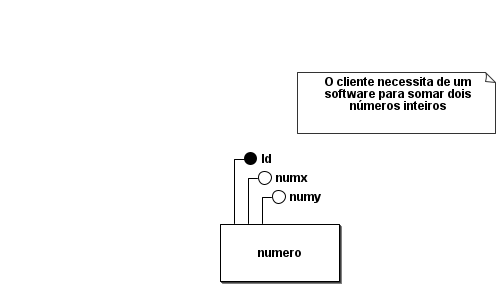 O cliente necessita de um
software para somar dois
números inteiros
Id
numx
numy
numero